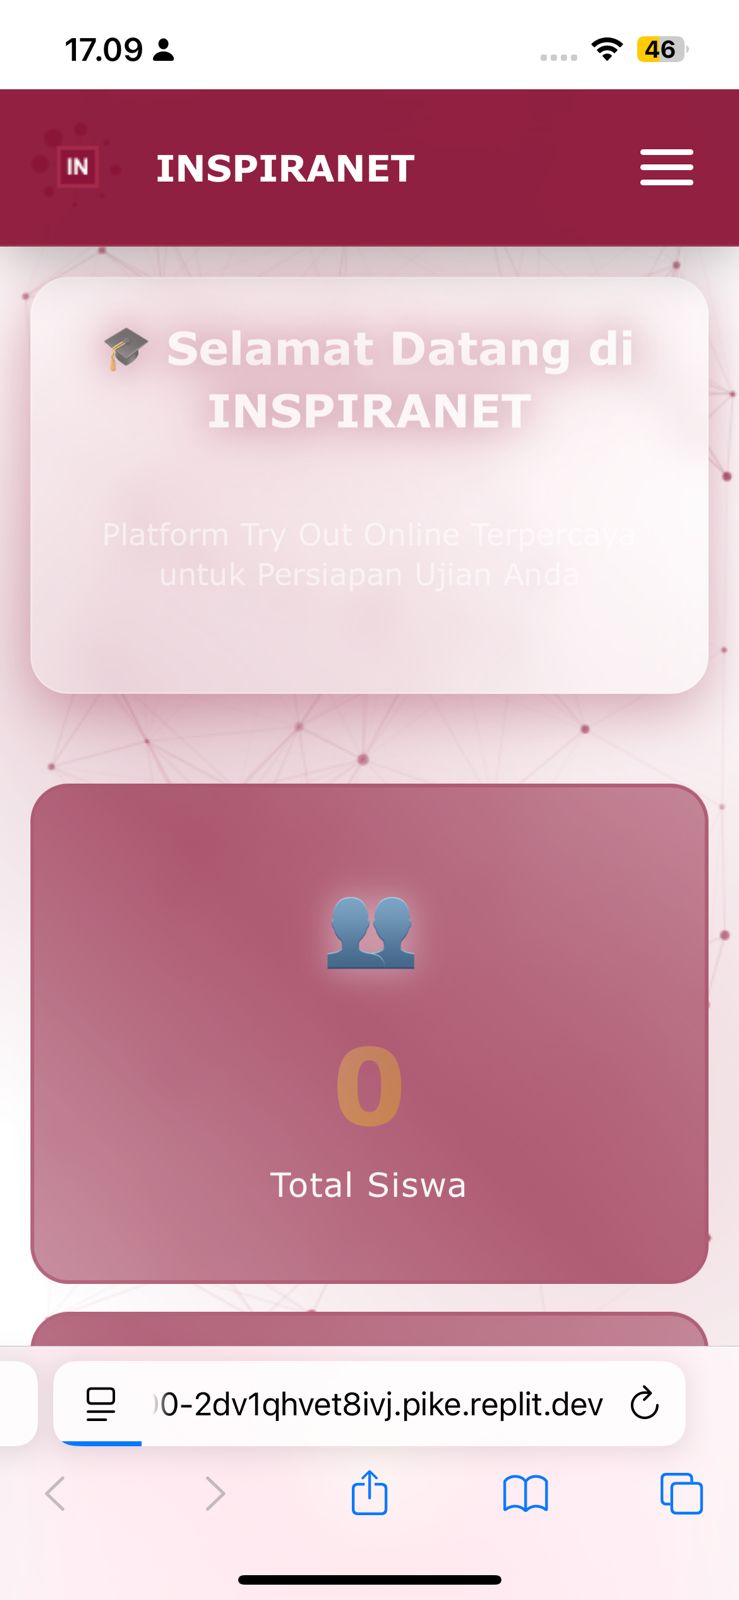 17.09
46
IN
INSPIRANET
🎓 Selamat Datang di
INSPIRANET
Platform Try Out Online Terpercaya
untuk Persiapan Ujian Anda
0
Total Siswa
0-2dv1qhvet8ivj.pike.replit.dev